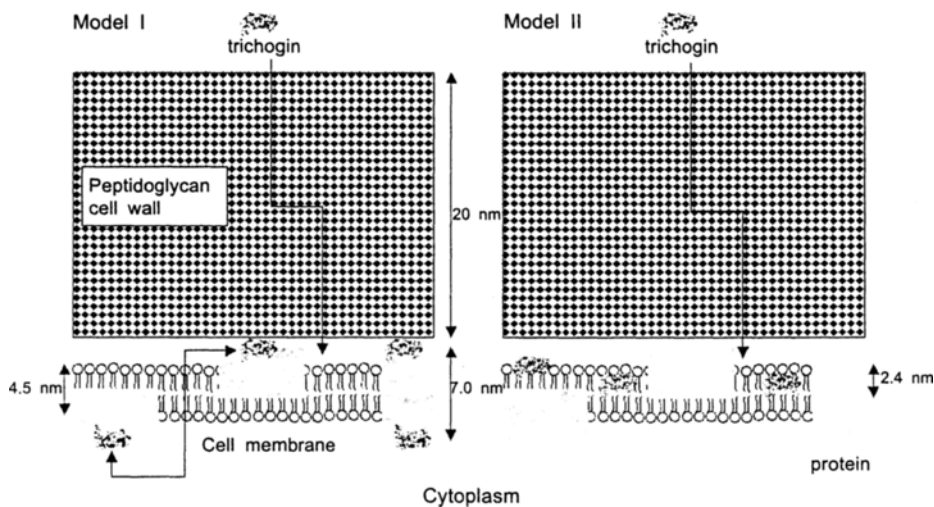 Model I
trichogin
Model II
trichogin
Peptidoglycan
cell wall
20 nm
4.5 nm
7.0 nm
2.4 nm
Cell membrane
protein
Cytoplasm